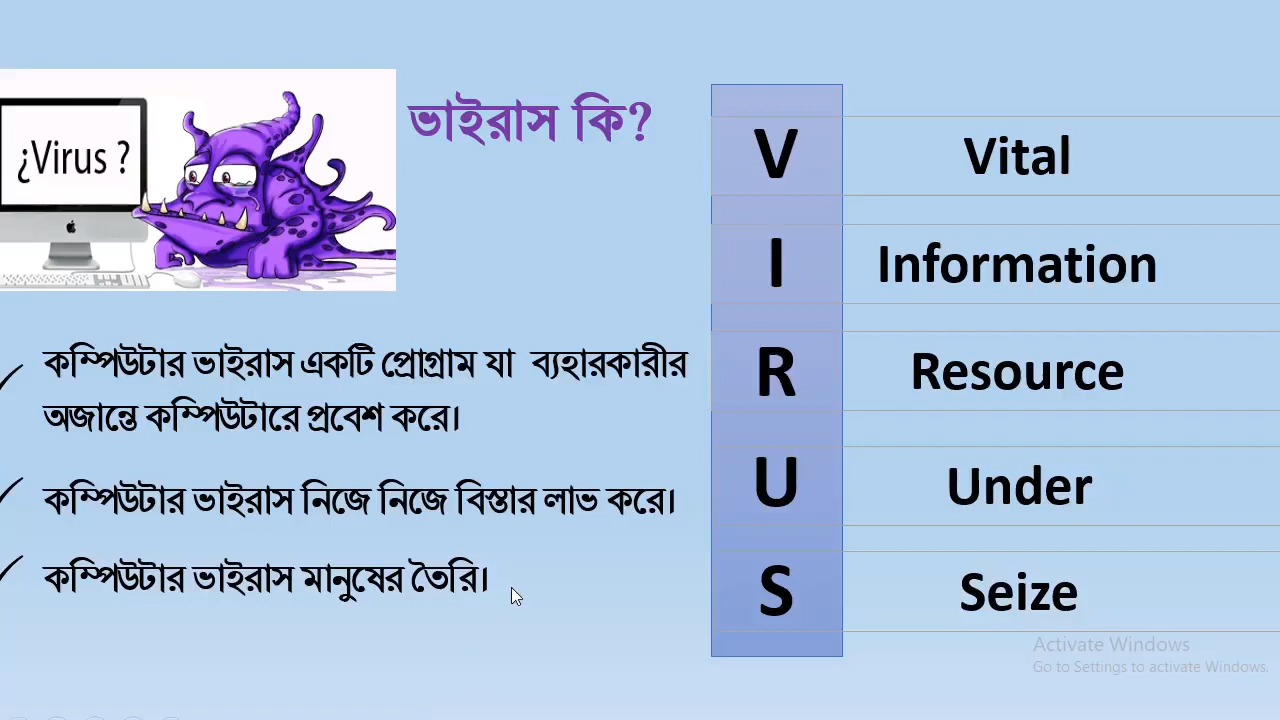 ¿Virus ?
ভাইরাস কি?
কম্পিউটার ভাইরাস একটি প্রোগ্রাম যা ব্যহারকারীর
অজান্তে কম্পিউটারে প্রবেশ করে।
কম্পিউটার ভাইরাস নিজে নিজে বিস্তার লাভ করে।
কম্পিউটার ভাইরাস মানুষের তৈরি।
V Vital
I Information
R Resource
U Under
S Seize
Activate Windows
Go to Settings to activate Windows.